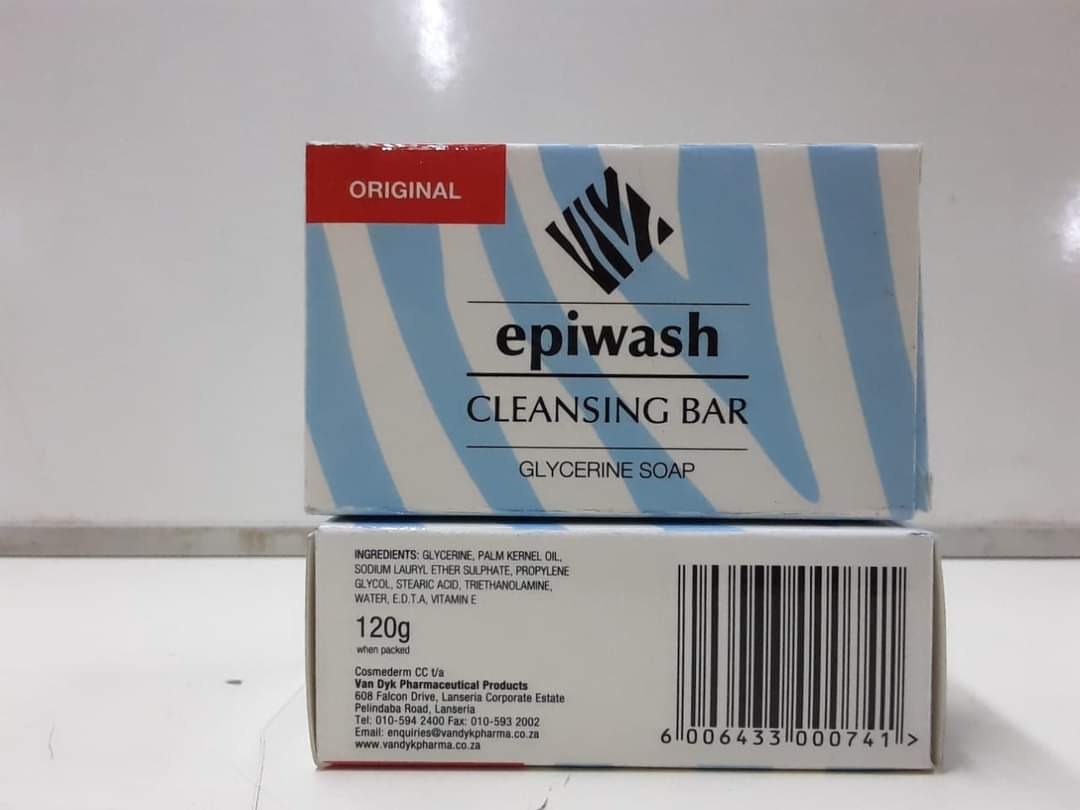 ORIGINAL
epiwash
CLEANSING BAR
GLYCERINE SOAP
INGREDIENTS: GLYCERINE, PALM KERNEL OIL,
SODIUM LAURYL ETHER SULPHATE, PROPYLENE
GLYCOL, STEARIC ACID, TRIETHANOLAMINE,
WATER, E.D.T.A, VITAMIN E
120g
when packed
Cosmederm CC t/a
Van Dyk Pharmaceutical Products
608 Falcon Drive, Lanseria Corporate Estate
Pelindaba Road, Lanseria
Tel: 010-594 2400 Fax: 010-593 2002
Email: enquiries@vandykpharma.co.za
www.vandykpharma.co.za
6 006433 000741 >